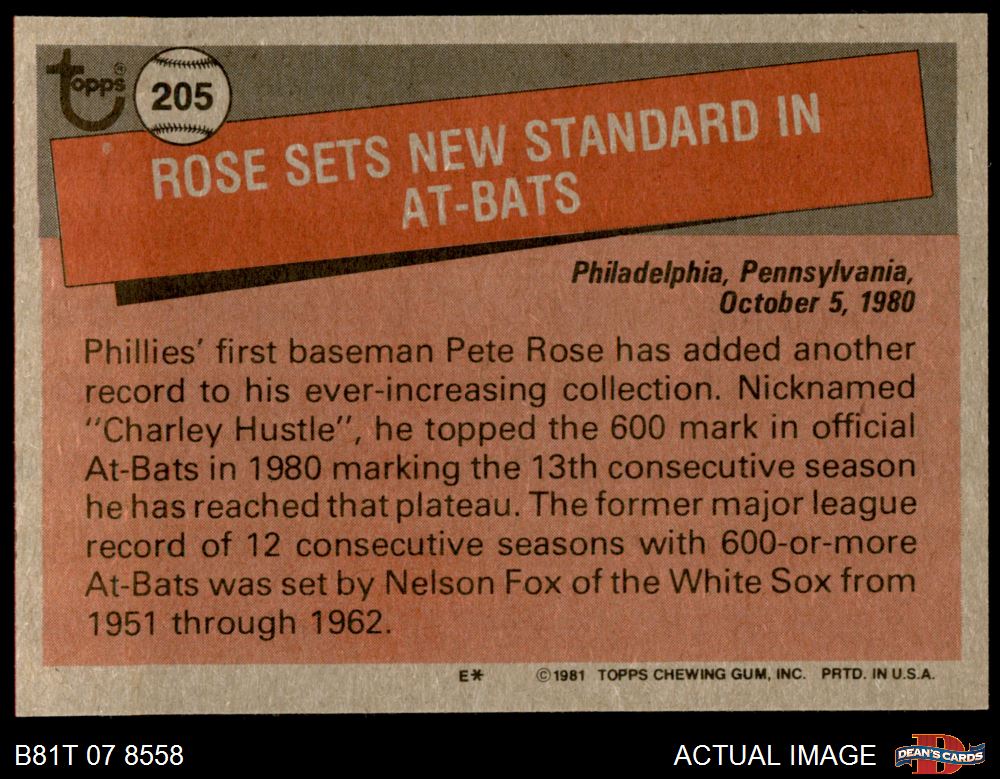 topps® 205
ROSE SETS NEW STANDARD IN
AT-BATS
Philadelphia, Pennsylvania,
October 5, 1980
Phillies' first baseman Pete Rose has added another
record to his ever-increasing collection. Nicknamed
"Charley Hustle", he topped the 600 mark in official
At-Bats in 1980 marking the 13th consecutive season
he has reached that plateau. The former major league
record of 12 consecutive seasons with 600-or-more
At-Bats was set by Nelson Fox of the White Sox from
1951 through 1962.
E* ©1981 TOPPS CHEWING GUM, INC. PRTD. IN U.S.A.
B81T 07 8558 ACTUAL IMAGE D DEAN'S CARDS